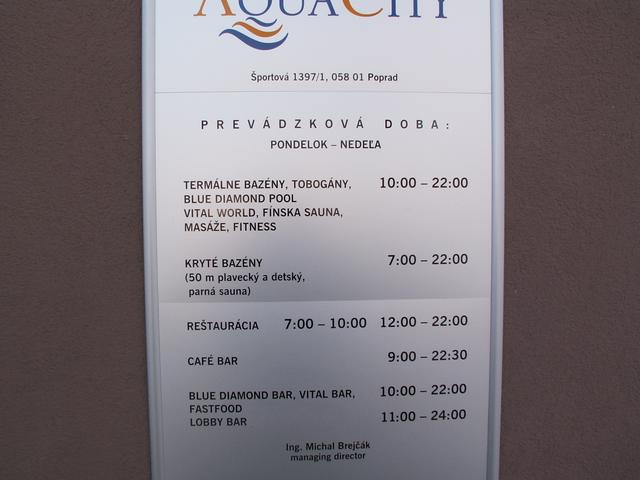 AQUACITY
Športová 1397/1, 058 01 Poprad
PREVÁDZKOVÁ DOBA:
PONDELOK – NEDEĽA
TERMÁLNE BAZÉNY, TOBOGÁNY, 10:00 – 22:00
BLUE DIAMOND POOL
VITAL WORLD, FÍNSKA SAUNA,
MASÁŽE, FITNESS
KRYTÉ BAZÉNY 7:00 – 22:00
(50 m plavecký a detský,
parná sauna)
REŠTAURÁCIA 7:00 – 10:00 12:00 – 22:00
CAFÉ BAR 9:00 – 22:30
BLUE DIAMOND BAR, VITAL BAR, 10:00 – 22:00
FASTFOOD
LOBBY BAR 11:00 – 24:00
Ing. Michal Brejčák
managing director